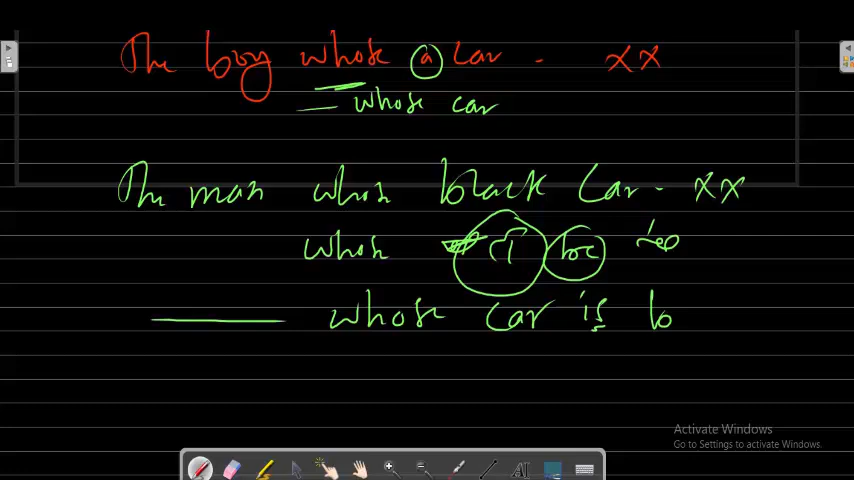 The boy whose a car - xx
whose car
The man whose black car - xx
whose
whose car is b
Activate Windows
Go to Settings to activate Windows.